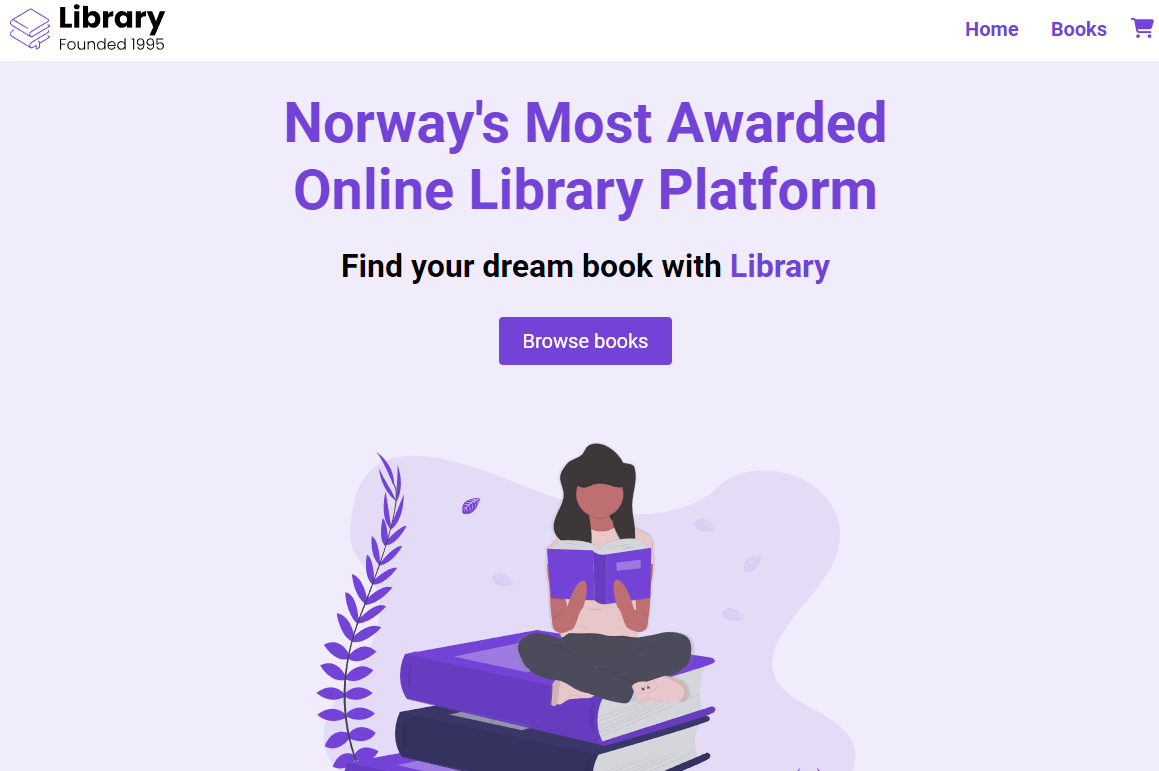 Library
Founded 1995
Home
Books
Norway's Most Awarded
Online Library Platform
Find your dream book with Library
Browse books